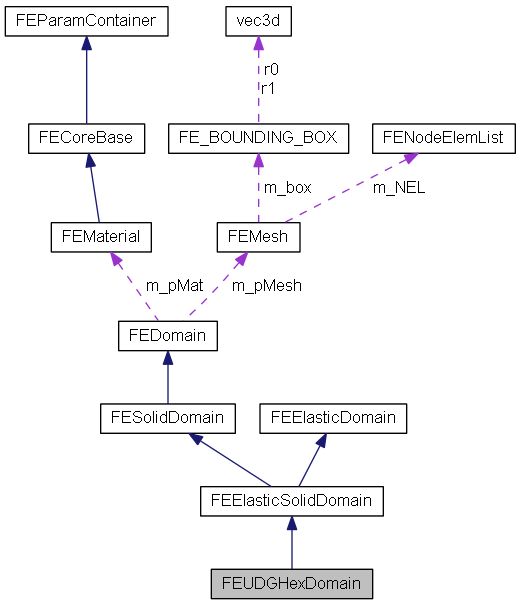 FEParamContainer
vec3d
r0
r1
FECoreBase
FE_BOUNDING_BOX
FENodeElemList
m_box
m_NEL
FEMaterial
FEMesh
m_pMat
m_pMesh
FEDomain
FESolidDomain
FEElasticDomain
FEElasticSolidDomain
FEUDGHexDomain